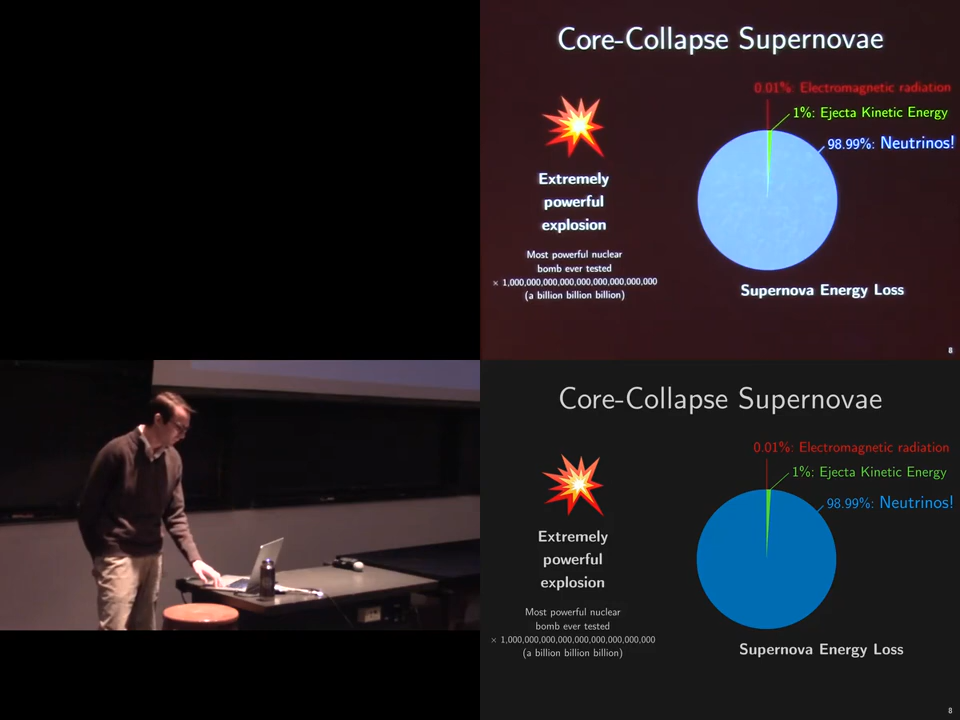 Core-Collapse Supernovae
0.01%: Electromagnetic radiation
1%: Ejecta Kinetic Energy
98.99%: Neutrinos!
Extremely
powerful
explosion
Most powerful nuclear
bomb ever tested
× 1,000,000,000,000,000,000,000,000,000
(a billion billion billion)
Supernova Energy Loss
8
Core-Collapse Supernovae
0.01%: Electromagnetic radiation
1%: Ejecta Kinetic Energy
98.99%: Neutrinos!
Extremely
powerful
explosion
Most powerful nuclear
bomb ever tested
× 1,000,000,000,000,000,000,000,000,000
(a billion billion billion)
Supernova Energy Loss
8